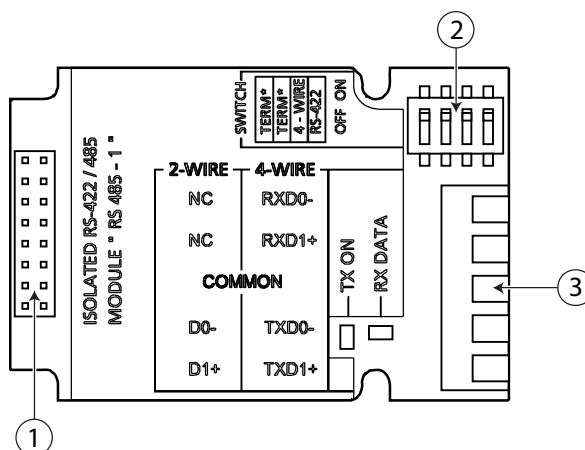 2
SWITCH
TERM*
TERM*
4 - WIRE
RS-422
OFF ON
ISOLATED RS-422 / 485
MODULE " RS 485 - 1 "
2-WIRE 4-WIRE
NC RXD0-
NC RXD1+
COMMON
D0- TXD0-
D1+ TXD1+
TX ON
RX DATA
3
1